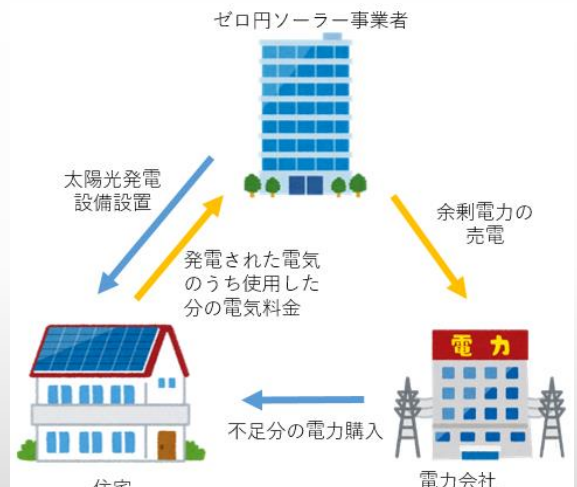 ゼロ円ソーラー事業者
太陽光発電
設備設置
発電された電気
のうち使用した
分の電気料金
余剰電力の
売電
電力
不足分の電力購入
住宅
電力会社